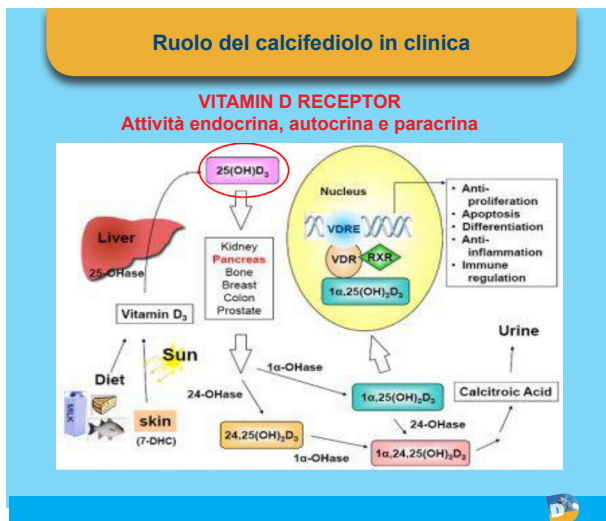 Ruolo del calcifediolo in clinica
VITAMIN D RECEPTOR
Attività endocrina, autocrina e paracrina
25(OH)D₃
Liver
25-OHase
Vitamin D₃
Sun
Diet
MILK
skin
(7-DHC)
Kidney
Pancreas
Bone
Breast
Colon
Prostate
Nucleus
VDRE
VDR
RXR
1α,25(OH)₂D₃
• Anti-
proliferation
• Apoptosis
• Differentiation
• Anti-
inflammation
• Immune
regulation
1α-OHase
24-OHase
1α,25(OH)₂D₃
24-OHase
24,25(OH)₂D₃
1α-OHase
1α,24,25(OH)₂D₃
Calcitroic Acid
Urine
D